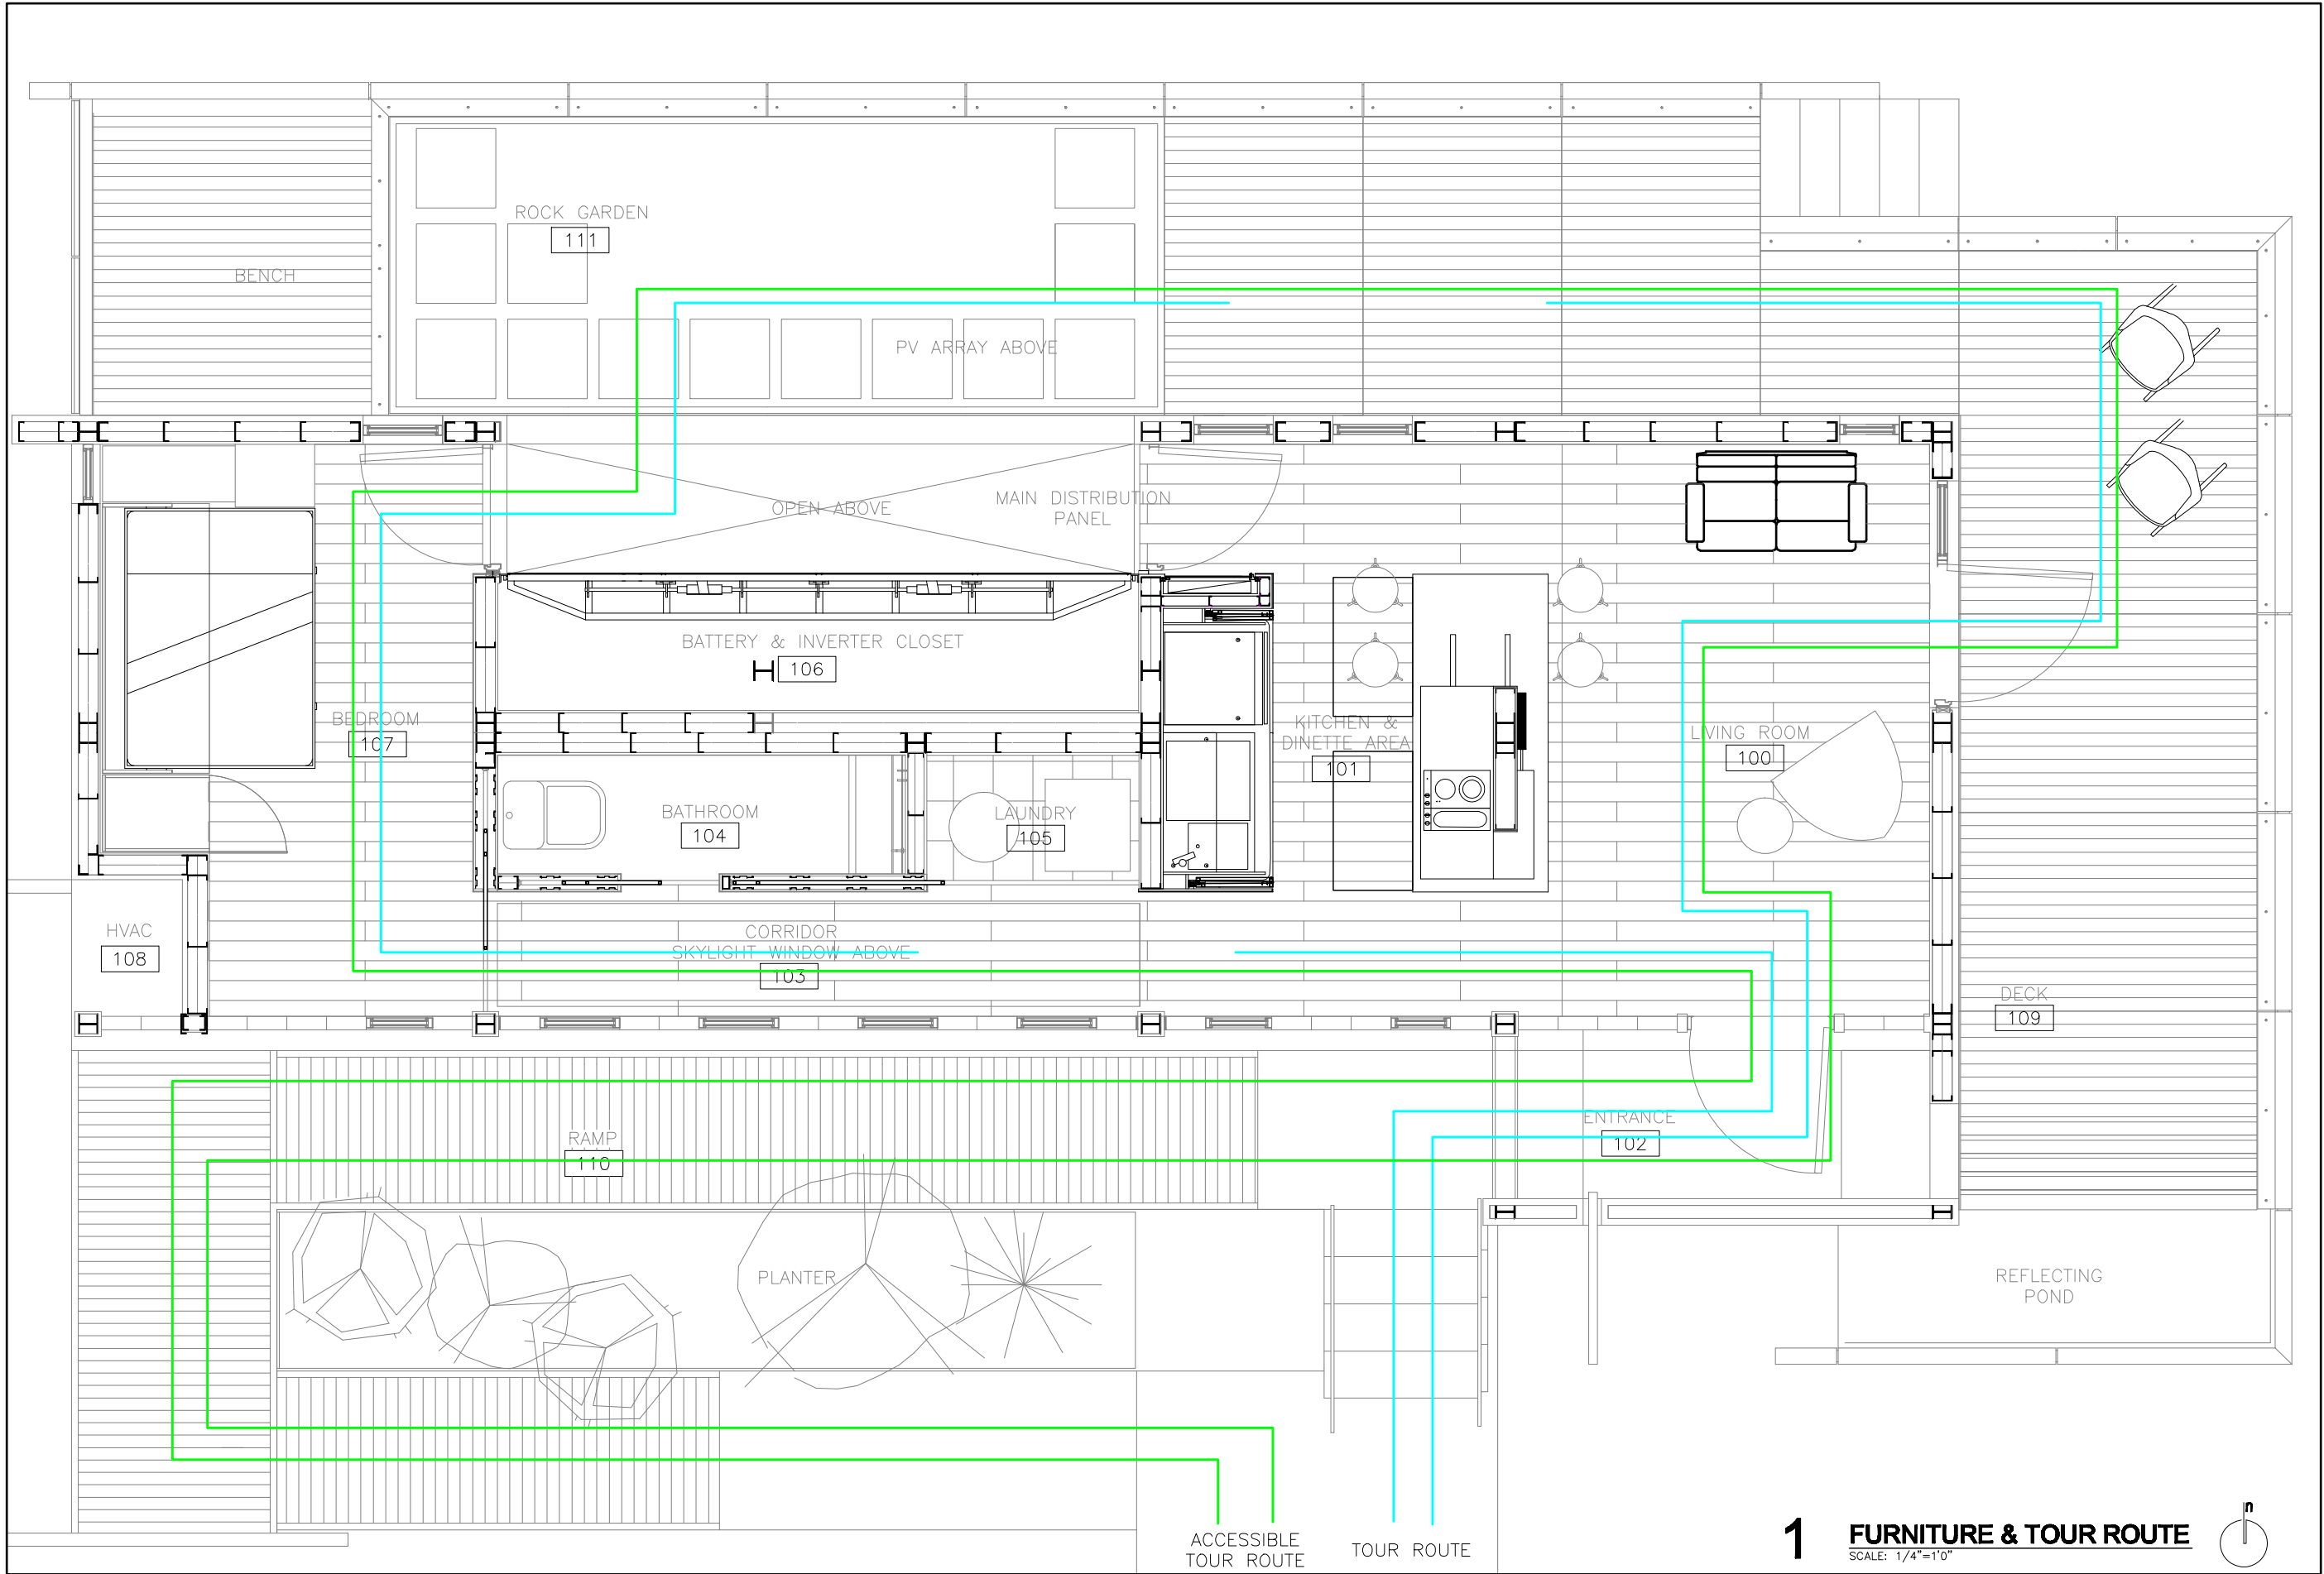 ROCK GARDEN
111
BENCH
PV ARRAY ABOVE
OPEN ABOVE
MAIN DISTRIBUTION
PANEL
BATTERY & INVERTER CLOSET
106
BEDROOM
107
KITCHEN &
DINETTE AREA
101
LIVING ROOM
100
BATHROOM
104
LAUNDRY
105
HVAC
108
CORRIDOR
SKYLIGHT WINDOW ABOVE
103
DECK
109
RAMP
110
ENTRANCE
102
PLANTER
REFLECTING
POND
ACCESSIBLE
TOUR ROUTE
TOUR ROUTE
1
FURNITURE & TOUR ROUTE
SCALE: 1/4"=1'0"
n